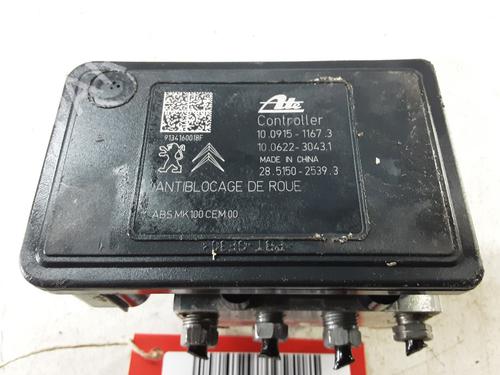 Ate
Controller
10.0915-1167.3
10.0622-3043.1
MADE IN CHINA
28.5150-2539.3
9134160018F
ANTIBLOCAGE DE ROUE
ABS MK100 CEM 00